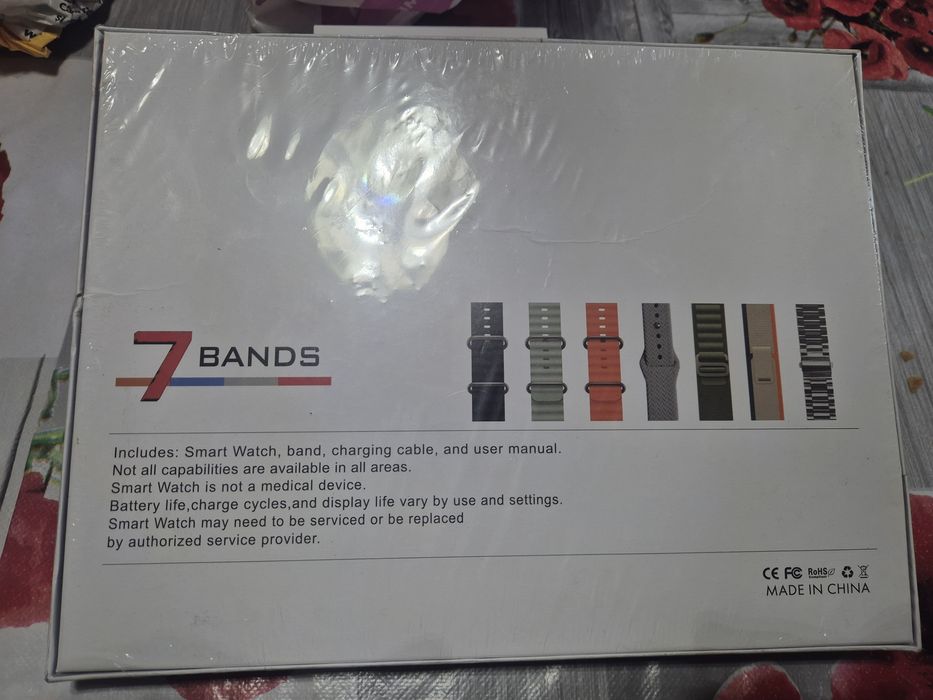 7 BANDS
Includes: Smart Watch, band, charging cable, and user manual.
Not all capabilities are available in all areas.
Smart Watch is not a medical device.
Battery life,charge cycles,and display life vary by use and settings.
Smart Watch may need to be serviced or be replaced
by authorized service provider.
CE FC RoHS
MADE IN CHINA